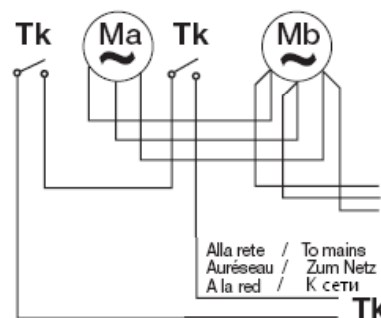 Tk Ma Tk Mb
Alla rete / To mains
Auréseau / Zum Netz
A la red / К сети
Tk